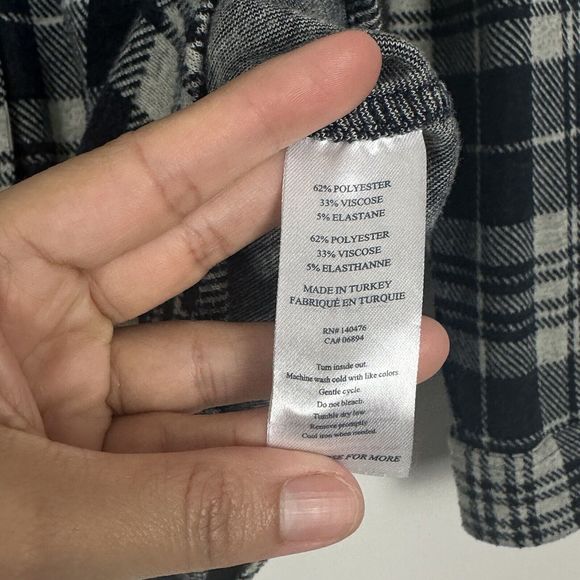 62% POLYESTER
33% VISCOSE
5% ELASTANE
62% POLYESTER
33% VISCOSE
5% ELASTHANNE
MADE IN TURKEY
FABRIQUÉ EN TURQUIE
RN# 140476
CA# 06894
Turn inside out.
Machine wash cold with like colors
Gentle cycle.
Do not bleach.
Tumble dry low
Remove promptly
Cool iron when needed.
FOR MORE